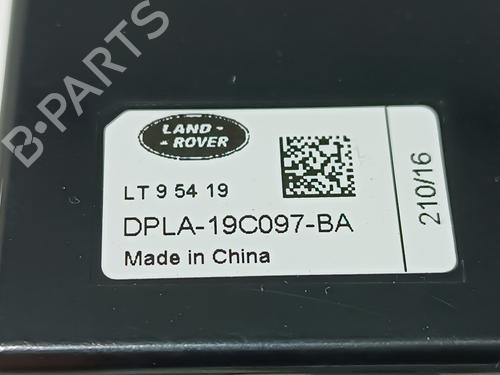 B-PARTS
LAND-
-ROVER
LT 9 54 19
DPLA-19C097-BA
Made in China
210/16